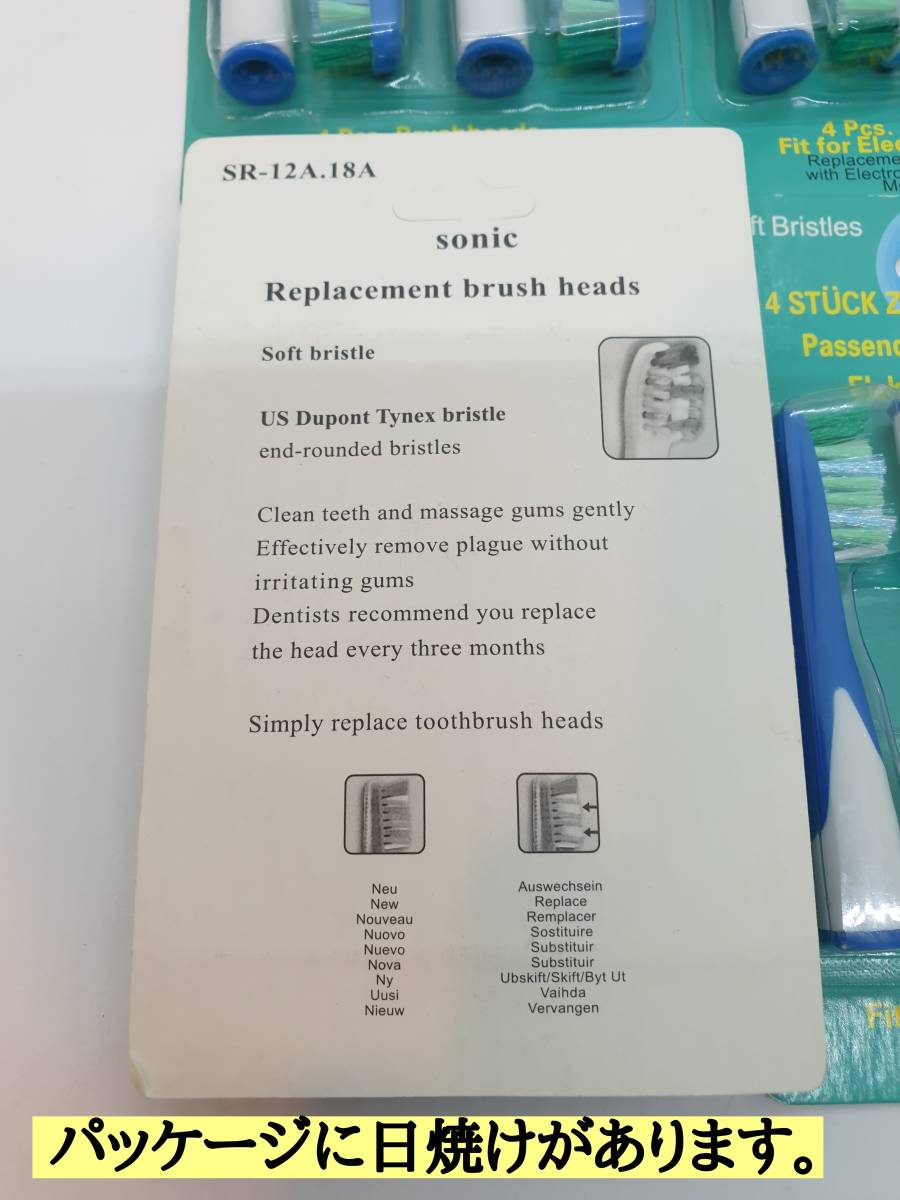 4 Pcs. Brushheads
4 Pcs.
Fit for
with
SR-12A.18A
sonic
Replacement brush heads
Soft bristle
US Dupont Tynex bristle
end-rounded bristles
Clean teeth and massage gums gently
Effectively remove plague without
irritating gums
Dentists recommend you replace
the head every three months
Simply replace toothbrush heads
Neu
New
Nouveau
Nuovo
Nuevo
Nova
Ny
Uusi
Nieuw
Auswechsein
Replace
Remplacer
Sostituire
Substituir
Substituir
Ubskift/Skift/Byt Ut
Vaihda
Vervangen
Bristles
4 STÜCK
パッケージに日焼けがあります。